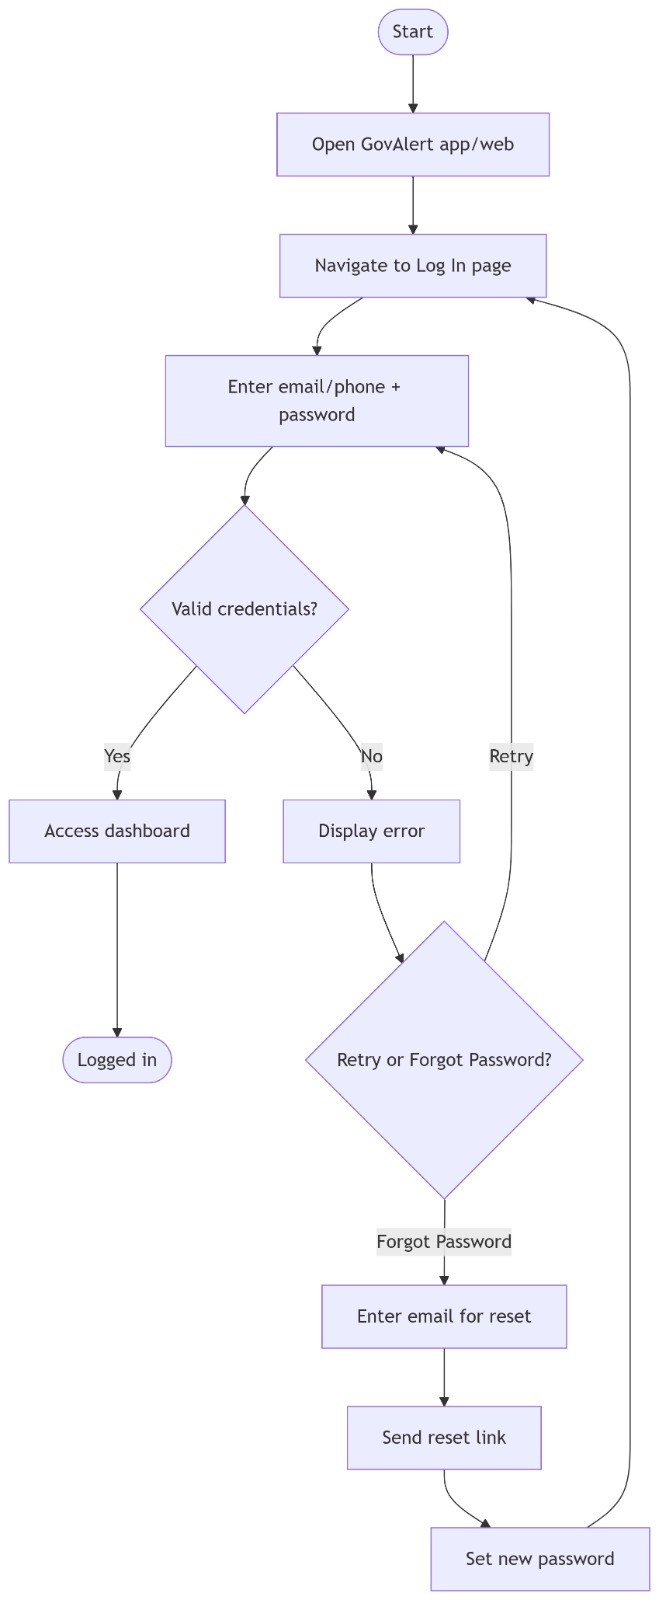 Start
Open GovAlert app/web
Navigate to Log In page
Enter email/phone +
password
Valid credentials?
Yes
No
Retry
Access dashboard
Display error
Logged in
Retry or Forgot Password?
Forgot Password
Enter email for reset
Send reset link
Set new password